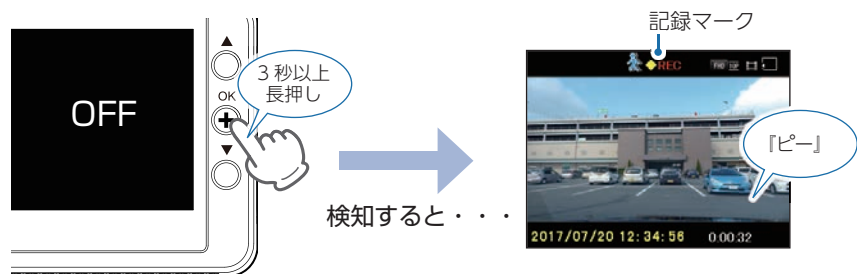 記録マーク
OFF
3秒以上
長押し
OK
REC
FHD
『ピー』
検知すると・・・
2017/07/20 12:34:56
0:00:32